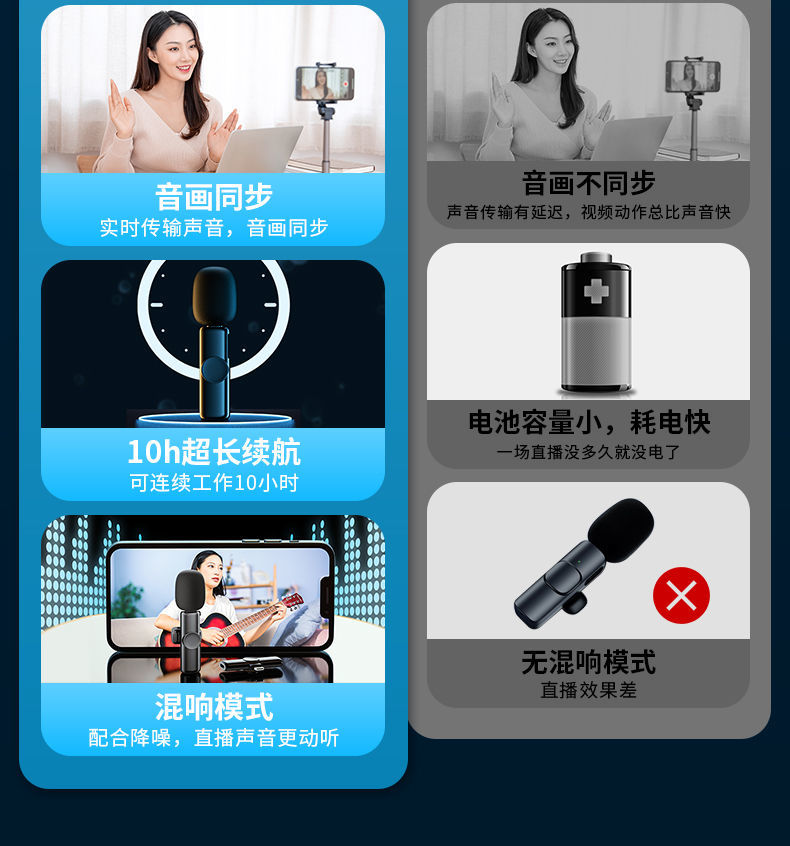 音画同步
实时传输声音，音画同步
10h超长续航
可连续工作10小时
混响模式
配合降噪，直播声音更动听
音画不同步
声音传输有延迟，视频动作总比声音快
电池容量小，耗电快
一场直播没多久就没电了
无混响模式
直播效果差